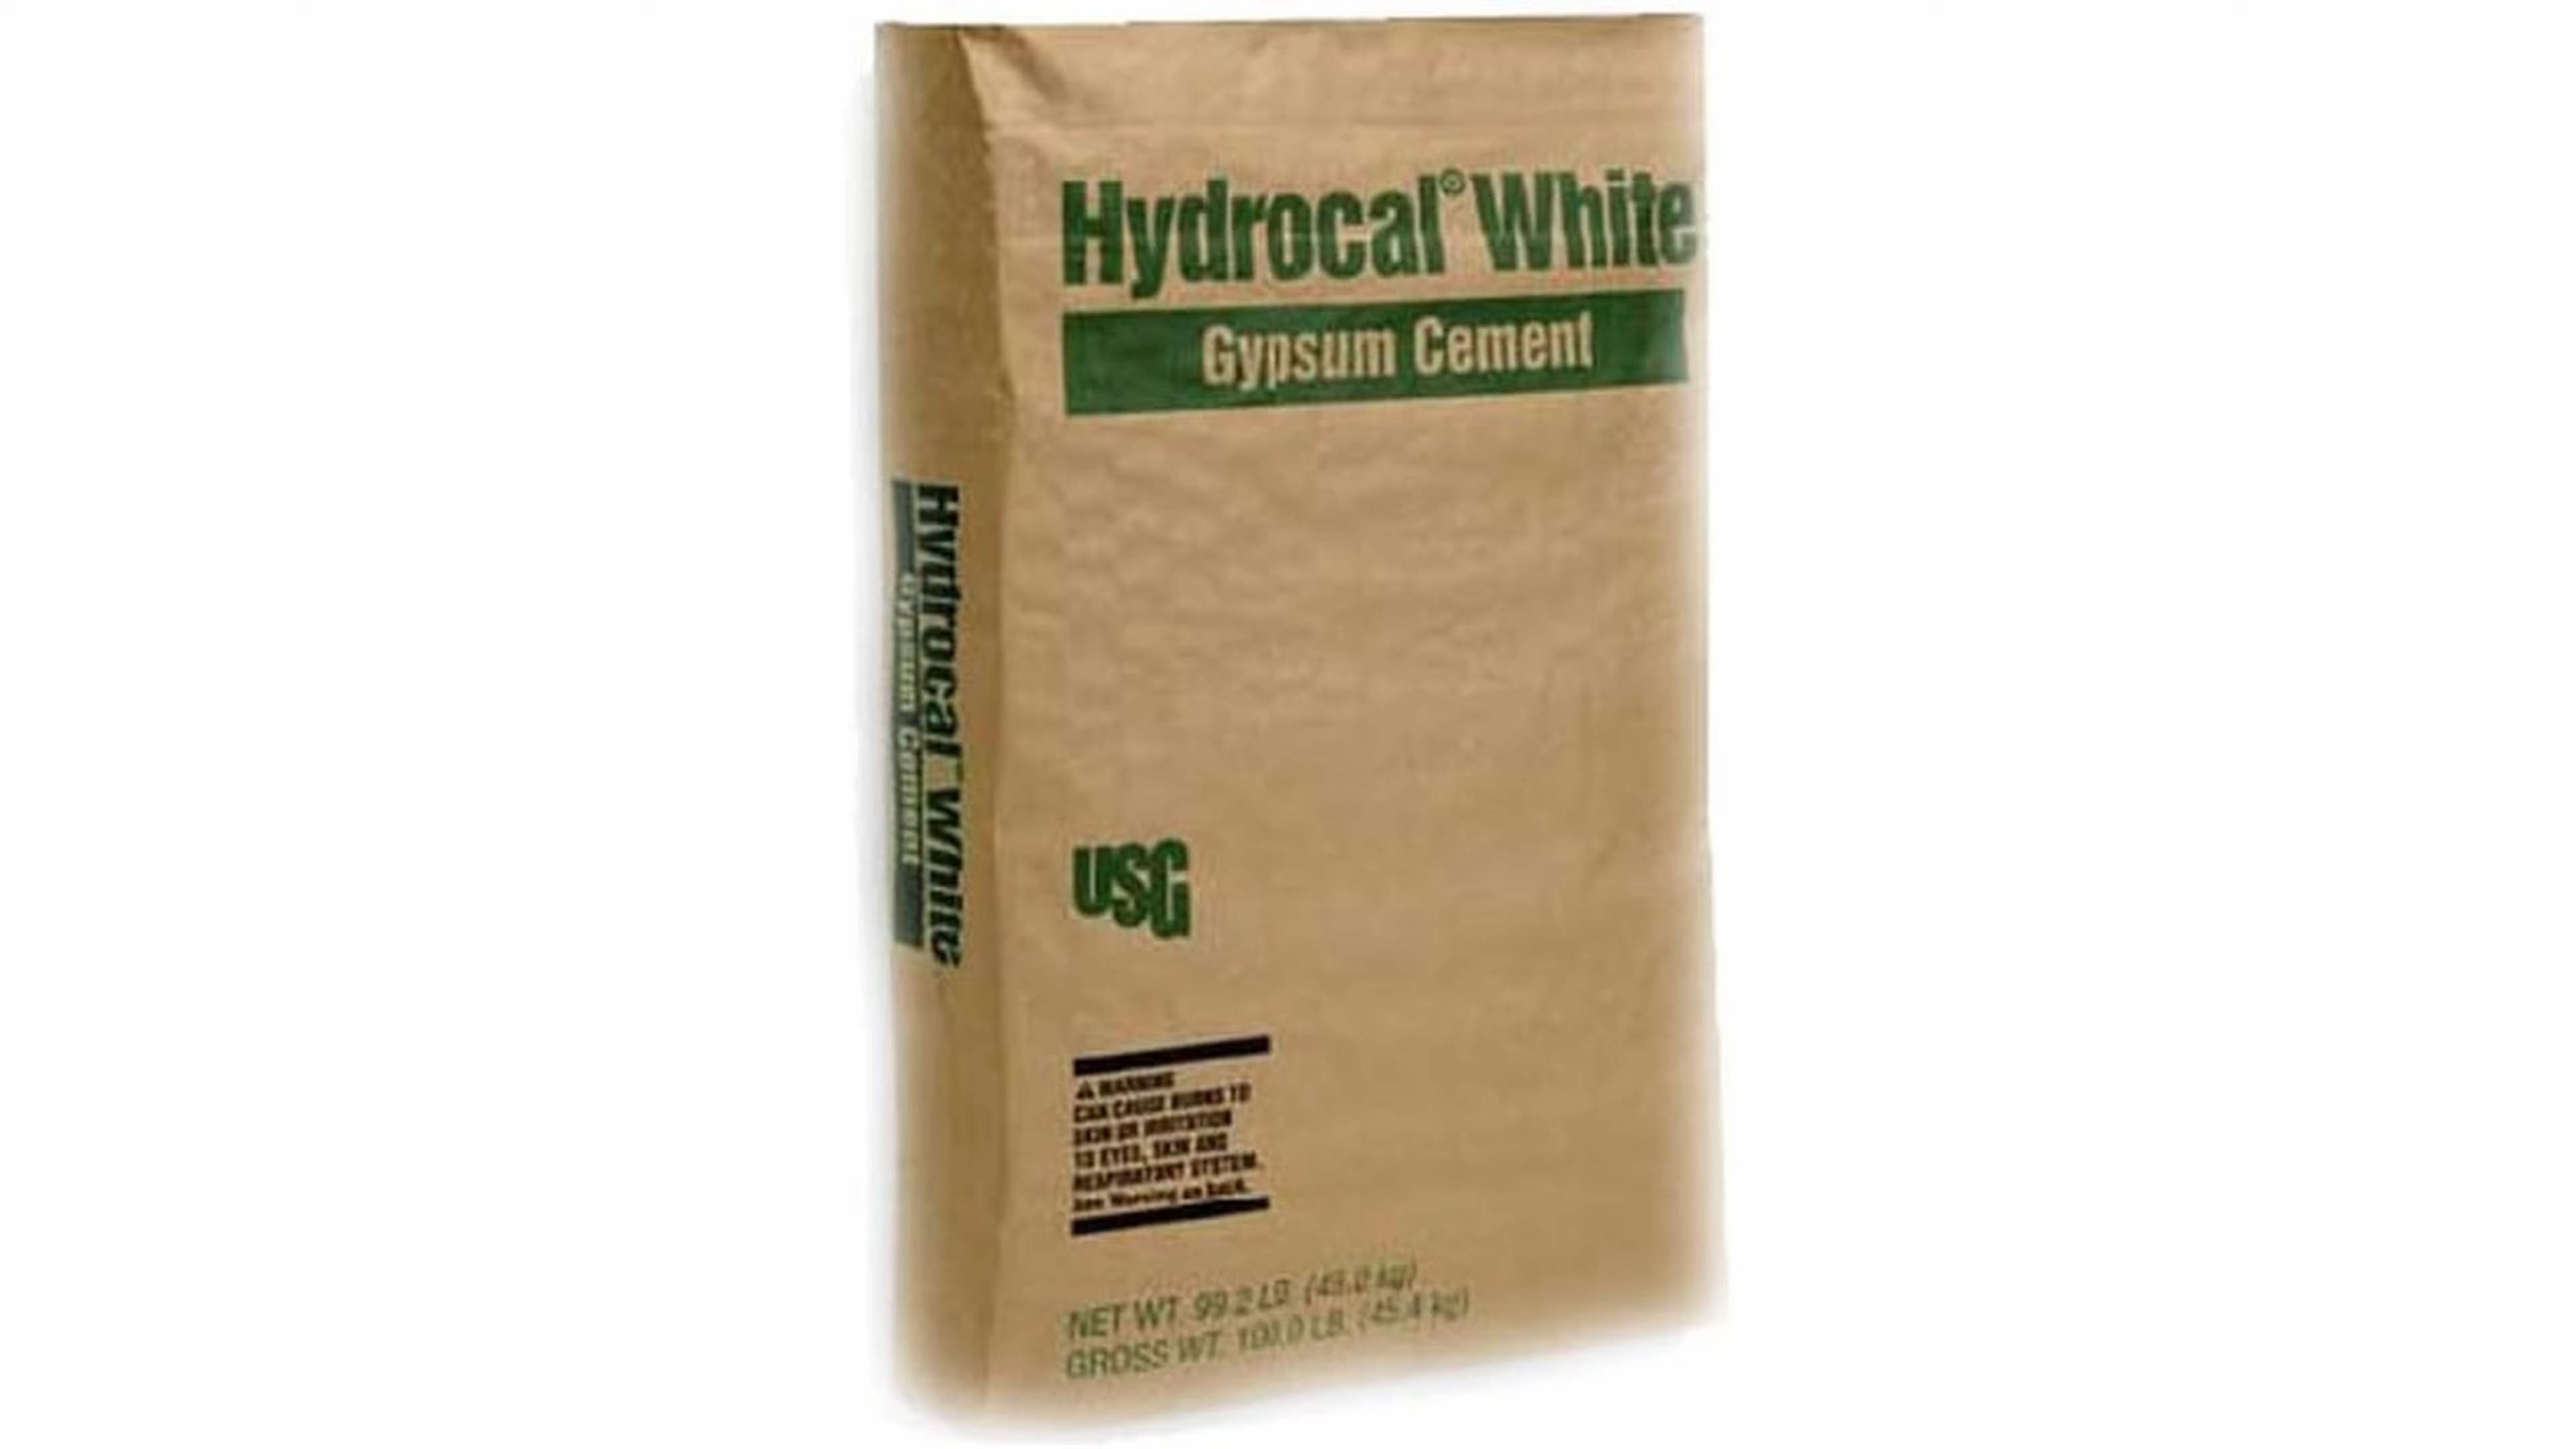 Hydrocal® White
Gypsum Cement
Hydrocal White
Gypsum Cement
USG
⚠ WARNING
CAN CAUSE BURNS TO
SKIN OR IRRITATION
TO EYES, SKIN AND
RESPIRATORY SYSTEM.
See Warning on back.
NET WT. 99.2 LB. (45.0 kg)
GROSS WT. 100.0 LB. (45.4 kg)